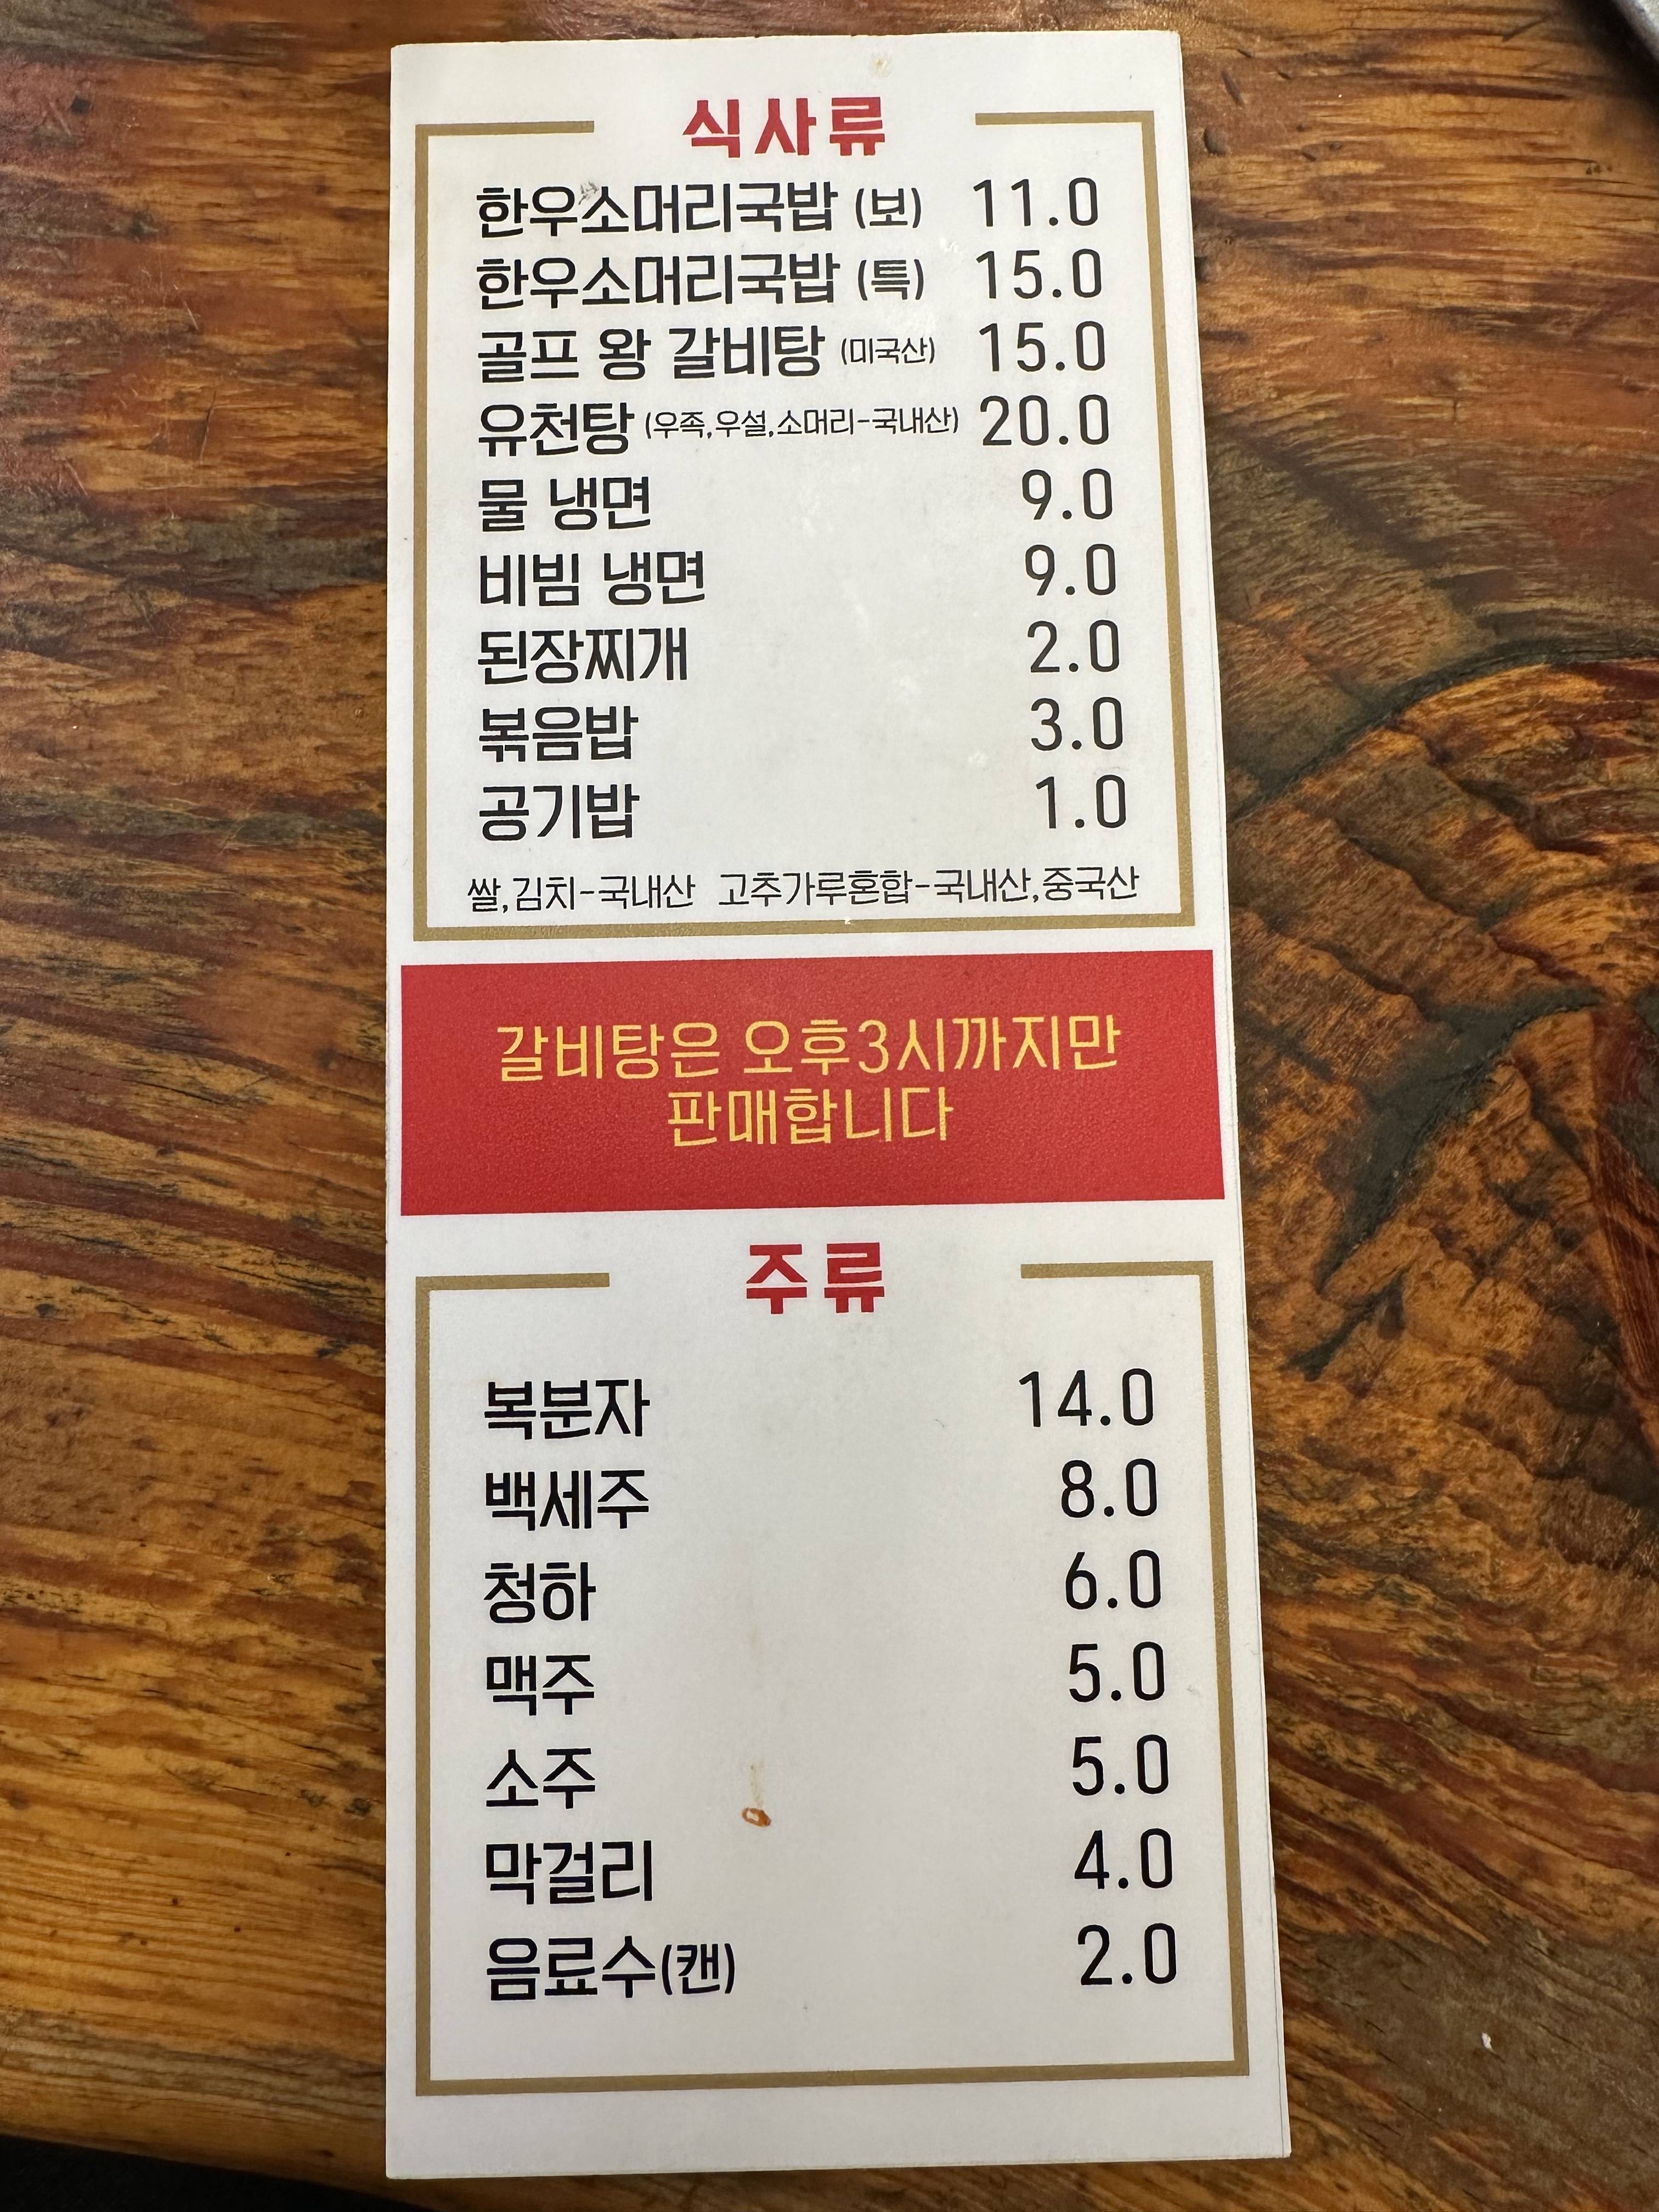 식사류
한우소머리국밥 (보) 11.0
한우소머리국밥 (특) 15.0
골프 왕 갈비탕 (미국산) 15.0
유천탕 (우족,우설,소머리-국내산) 20.0
물 냉면 9.0
비빔 냉면 9.0
된장찌개 2.0
볶음밥 3.0
공기밥 1.0
쌀,김치-국내산 고추가루혼합-국내산,중국산
갈비탕은 오후3시까지만
판매합니다
주류
복분자 14.0
백세주 8.0
청하 6.0
맥주 5.0
소주 5.0
막걸리 4.0
음료수(캔) 2.0